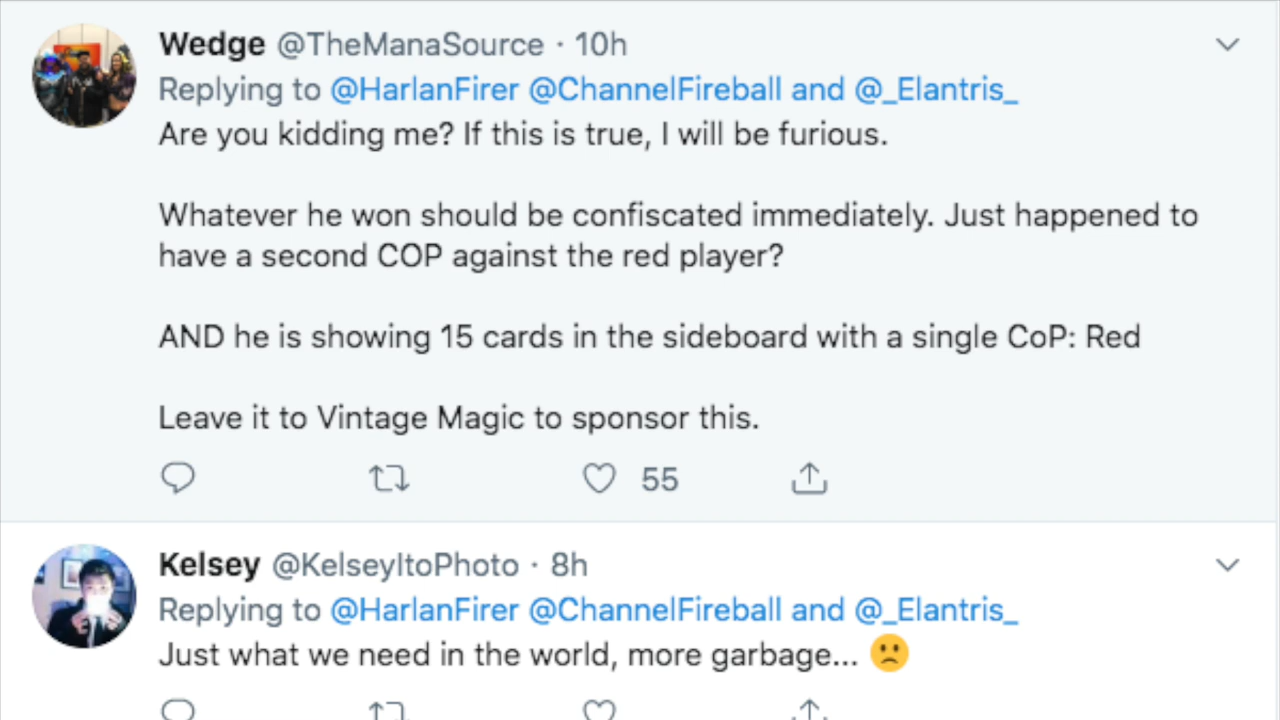 Wedge @TheManaSource · 10h
Replying to @HarlanFirer @ChannelFireball and @_Elantris_
Are you kidding me? If this is true, I will be furious.
Whatever he won should be confiscated immediately. Just happened to
have a second COP against the red player?
AND he is showing 15 cards in the sideboard with a single CoP: Red
Leave it to Vintage Magic to sponsor this.
55
Kelsey @KelseyItoPhoto · 8h
Replying to @HarlanFirer @ChannelFireball and @_Elantris_
Just what we need in the world, more garbage... 🙁